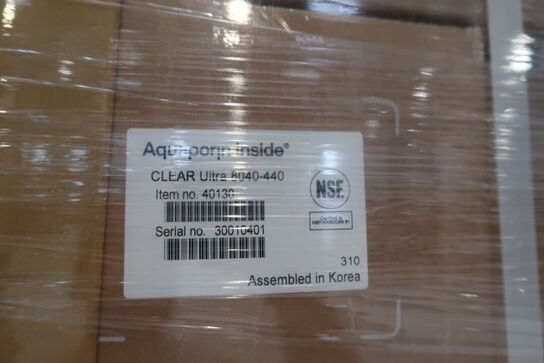 Aquaporin inside®
CLEAR Ultra 8040-440
Item no. 40130
NSF.
Serial no. 30010401
310
Assembled in Korea